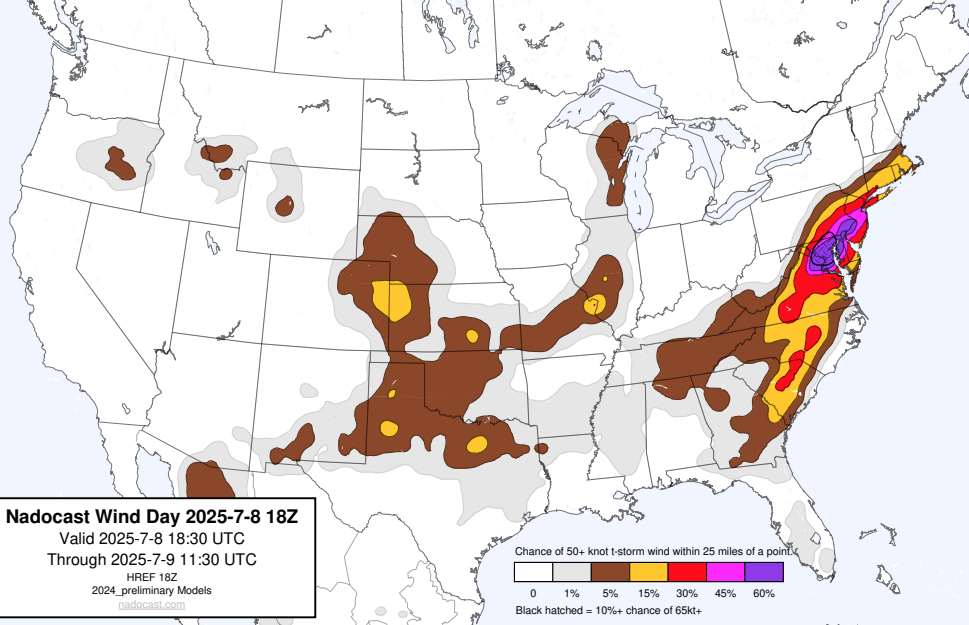 Nadocast Wind Day 2025-7-8 18Z
Valid 2025-7-8 18:30 UTC
Through 2025-7-9 11:30 UTC
HREF 18Z
2024_preliminary Models
nadocast.com
Chance of 50+ knot t-storm wind within 25 miles of a point.
0 1% 5% 15% 30% 45% 60%
Black hatched = 10%+ chance of 65kt+